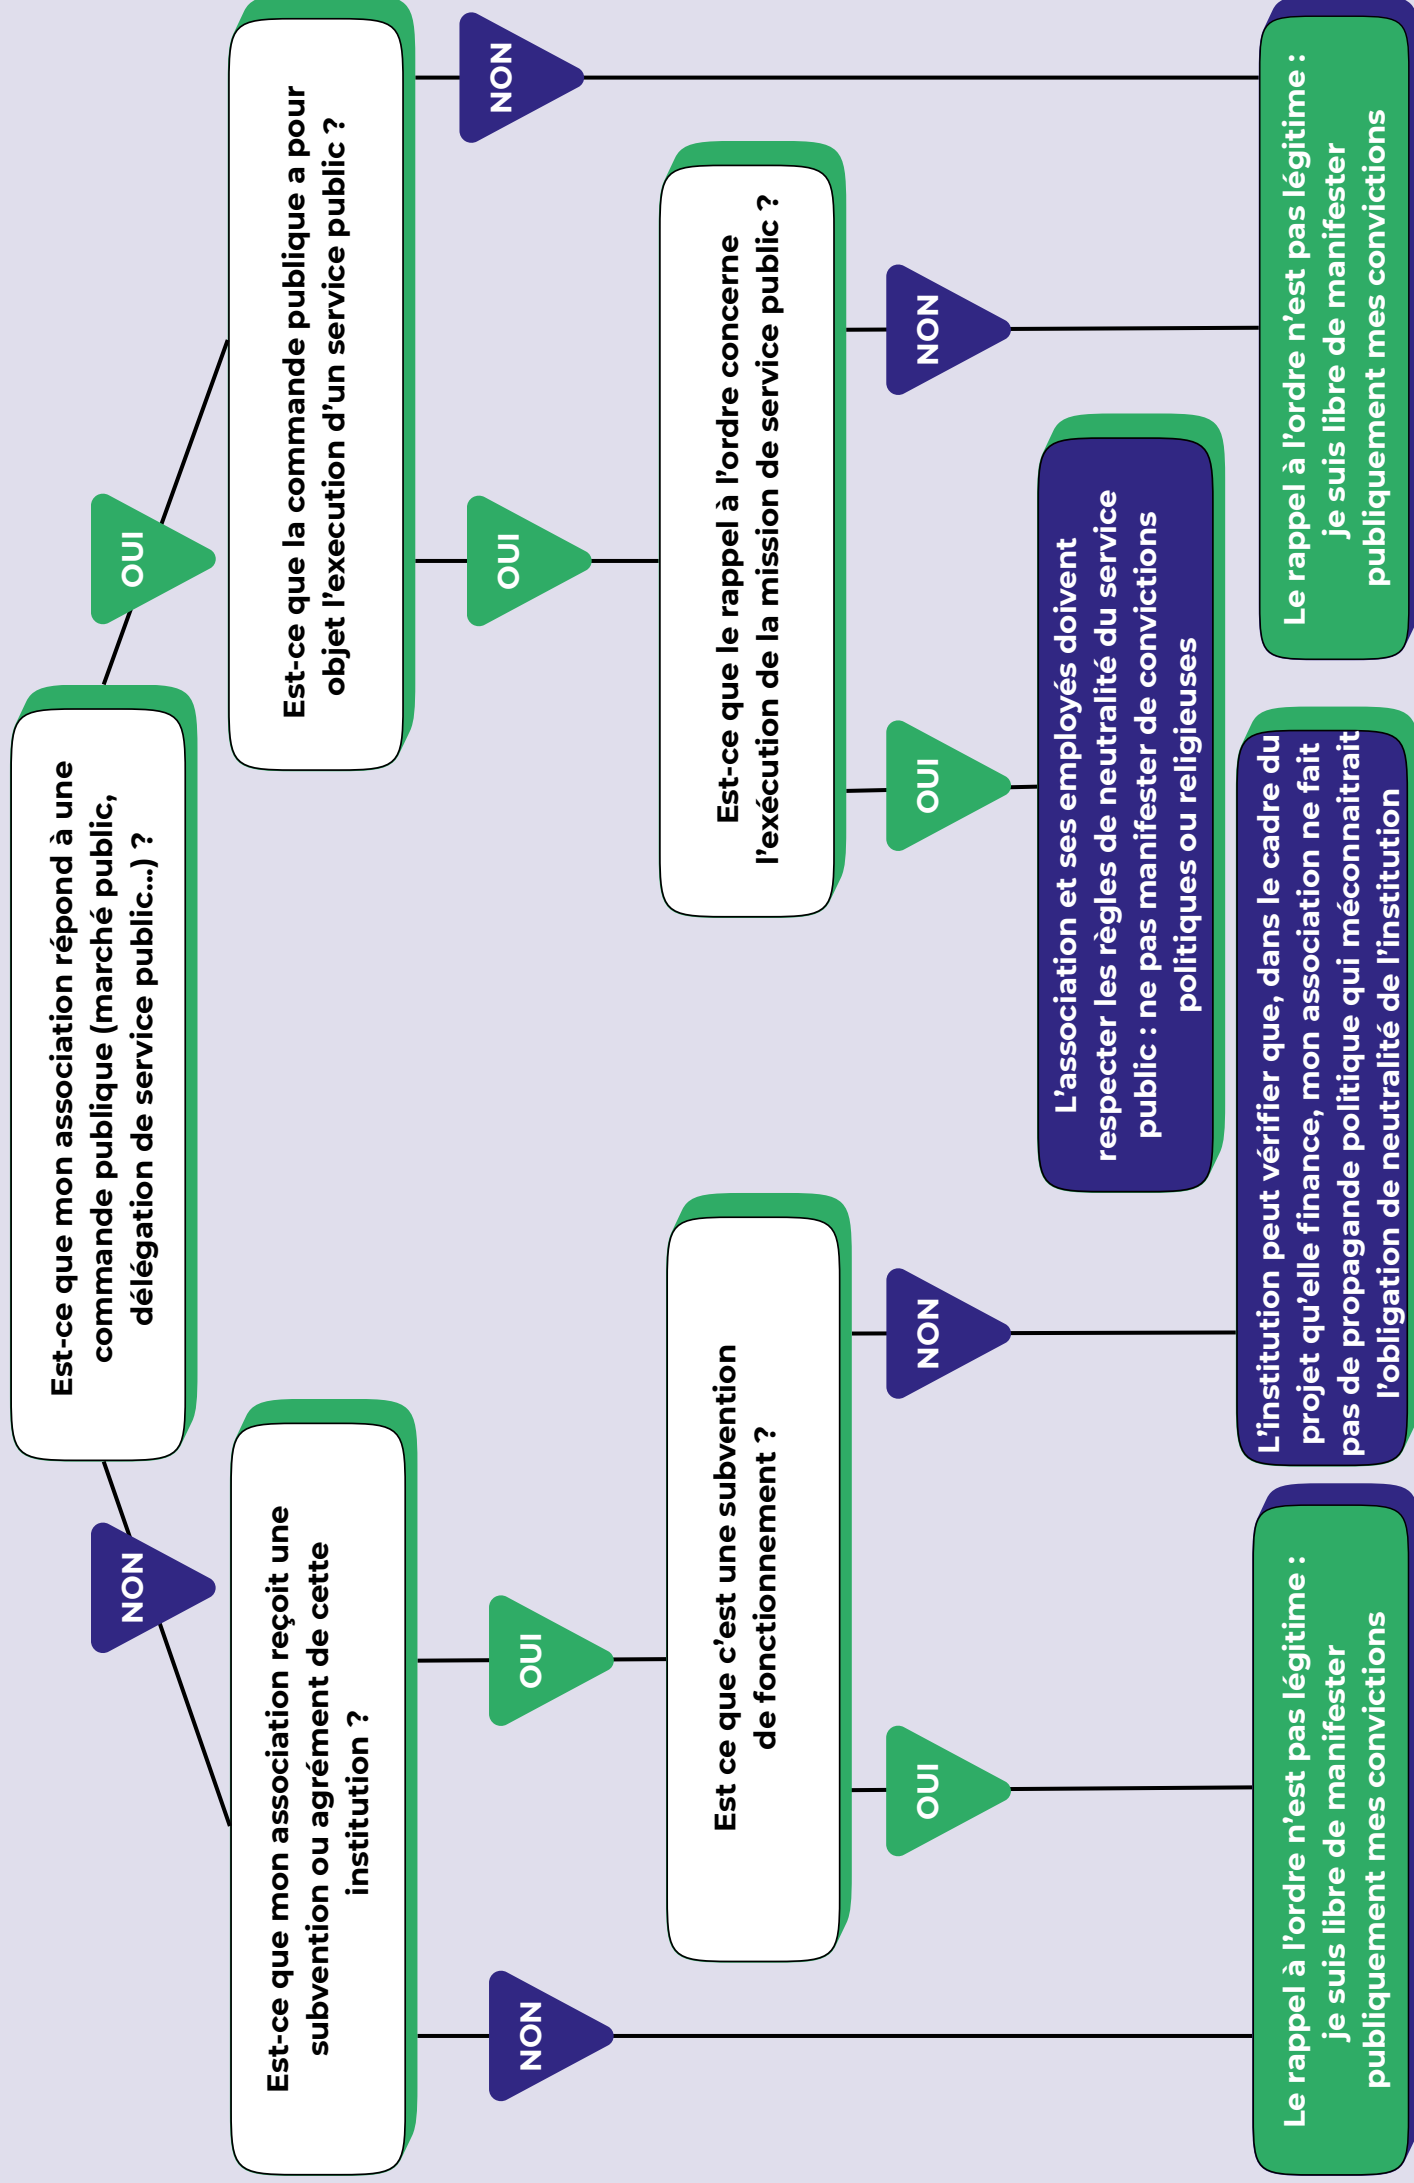 Est-ce que mon association répond à une
commande publique (marché public,
délégation de service public...) ?
NON
OUI
Est-ce que mon association reçoit une
subvention ou agrément de cette
institution ?
Est-ce que la commande publique a pour
objet l'execution d'un service public ?
NON
OUI
OUI
NON
Est ce que c'est une subvention
de fonctionnement ?
Est-ce que le rappel à l'ordre concerne
l'exécution de la mission de service public ?
OUI
NON
OUI
NON
L'association et ses employés doivent
respecter les règles de neutralité du service
public : ne pas manifester de convictions
politiques ou religieuses
Le rappel à l'ordre n'est pas légitime :
je suis libre de manifester
publiquement mes convictions
L'institution peut vérifier que, dans le cadre du
projet qu'elle finance, mon association ne fait
pas de propagande politique qui méconnaitrait
l'obligation de neutralité de l'institution
Le rappel à l'ordre n'est pas légitime :
je suis libre de manifester
publiquement mes convictions